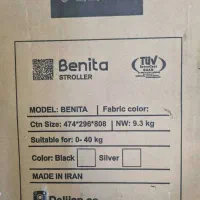 Benita
STROLLER
TÜV
MODEL: BENITA Fabric color:
Ctn Size: 474*296*808 NW: 9.3 kg
Suitable for: 0- 40 kg
Color: Black Silver
MADE IN IRAN